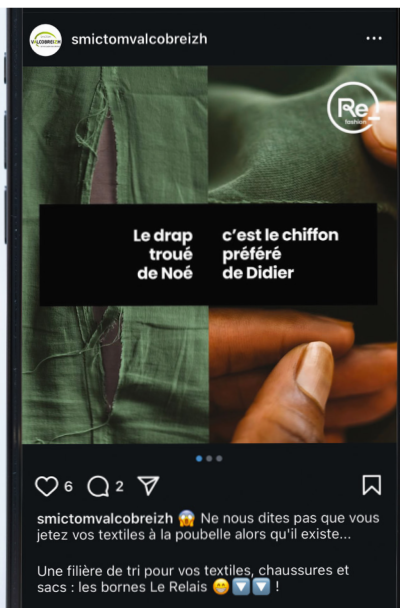 smictomvalcobreizh
VALCOBREIZH
Re_
fashion
Le drap
troué
de Noé
c'est le chiffon
préféré
de Didier
6
2
smictomvalcobreizh 😱 Ne nous dites pas que vous
jetez vos textiles à la poubelle alors qu'il existe...
Une filière de tri pour vos textiles, chaussures et
sacs : les bornes Le Relais 😁🔽🔽 !